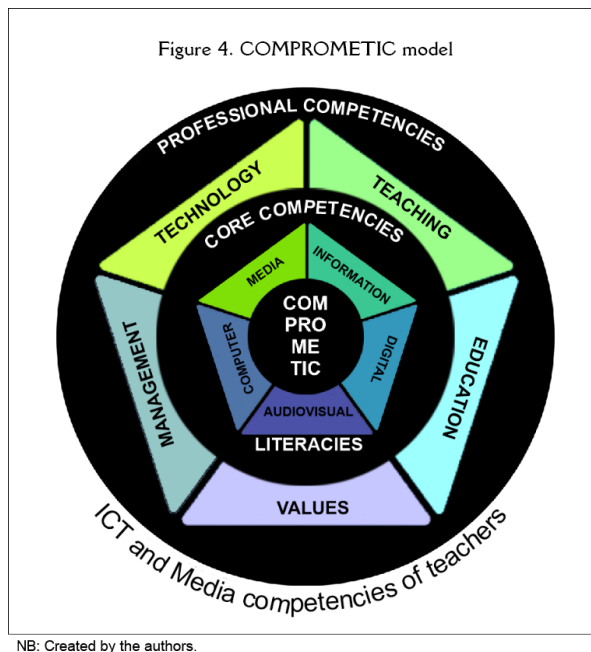 Figure 4. COMPROMETIC model
PROFESSIONAL COMPETENCIES
TECHNOLOGY
TEACHING
CORE COMPETENCIES
MEDIA
INFORMATION
COM
PRO
ME
TIC
MANAGEMENT
COMPUTER
DIGITAL
EDUCATION
AUDIOVISUAL
LITERACIES
VALUES
ICT and Media competencies of teachers
NB: Created by the authors.